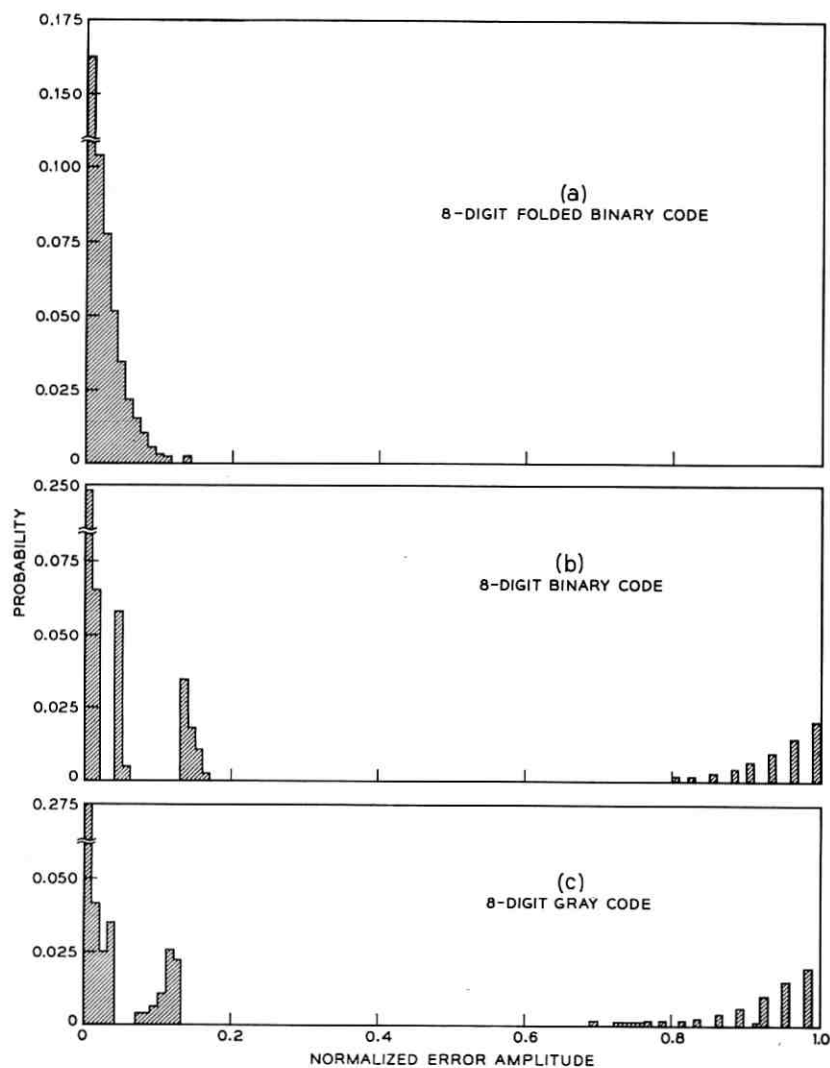 0.175
0.150
0.100
0.075
0.050
0.025
0
(a)
8-DIGIT FOLDED BINARY CODE
PROBABILITY
0.250
0.075
0.050
0.025
0
(b)
8-DIGIT BINARY CODE
0.275
0.050
0.025
0
(c)
8-DIGIT GRAY CODE
0 0.2 0.4 0.6 0.8 1.0
NORMALIZED ERROR AMPLITUDE